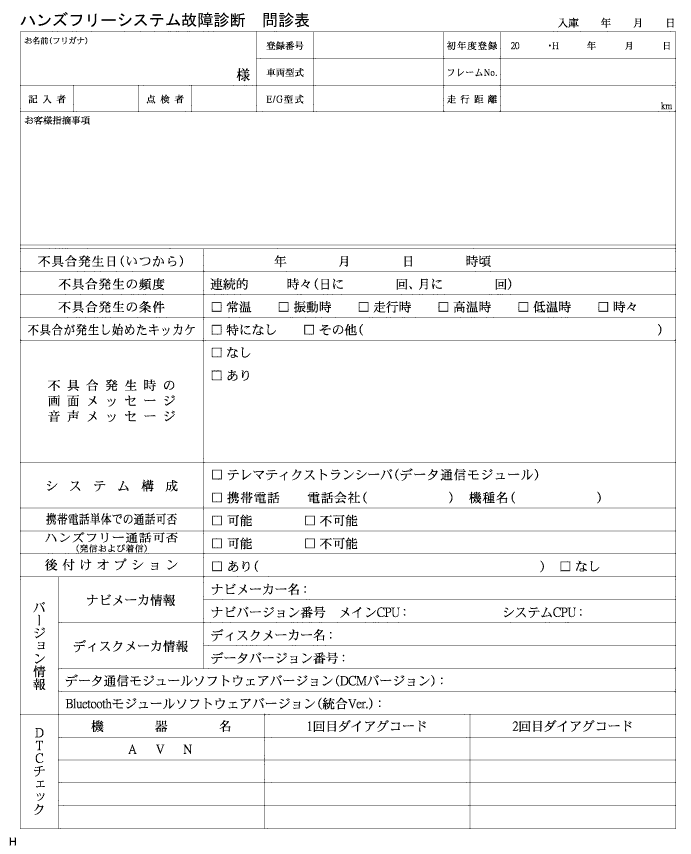 ハンズフリーシステム故障診断　問診表
入庫　年　月　日
お名前(フリガナ)
様
登録番号
初年度登録　20　・H　年　月　日
車両型式
フレームNo.
記入者
点検者
E/G型式
走行距離
km
お客様指摘事項
不具合発生日(いつから)　年　月　日　時頃
不具合発生の頻度　連続的　時々(日に　回、月に　回)
不具合発生の条件　□ 常温　□ 振動時　□ 走行時　□ 高温時　□ 低温時　□ 時々
不具合が発生し始めたキッカケ　□ 特になし　□ その他(　)
不具合発生時の
画面メッセージ
音声メッセージ
□ なし
□ あり
システム構成
□ テレマティクストランシーバ(データ通信モジュール)
□ 携帯電話　電話会社(　)　機種名(　)
携帯電話単体での通話可否　□ 可能　□ 不可能
ハンズフリー通話可否
(発信および着信)
□ 可能　□ 不可能
後付けオプション　□ あり(　)　□ なし
バージョン情報
ナビメーカ情報
ナビメーカー名：
ナビバージョン番号　メインCPU：　システムCPU：
ディスクメーカ情報
ディスクメーカー名：
データバージョン番号：
データ通信モジュールソフトウェアバージョン(DCMバージョン)：
Bluetoothモジュールソフトウェアバージョン(統合Ver.)：
DTCチェック
機器名　1回目ダイアグコード　2回目ダイアグコード
AVN
H